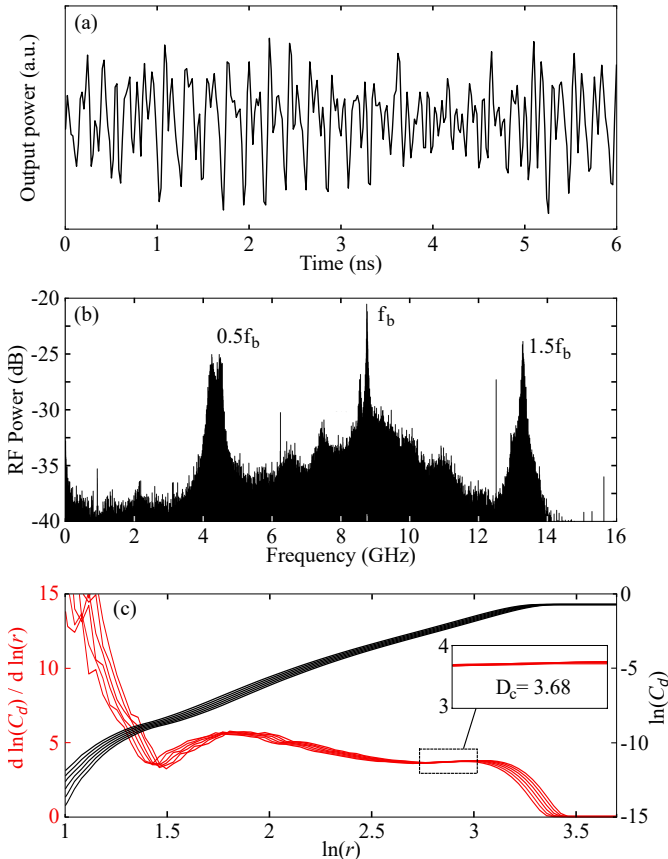 (a)
Output power (a.u.)
0 1 2 3 4 5 6
Time (ns)
(b)
0.5f_b
f_b
1.5f_b
-20
-25
-30
-35
-40
RF Power (dB)
0 2 4 6 8 10 12 14 16
Frequency (GHz)
(c)
15
10
5
0
d ln(C_d) / d ln(r)
0
-5
-10
-15
ln(C_d)
4
3
D_c= 3.68
1 1.5 2 2.5 3 3.5
ln(r)